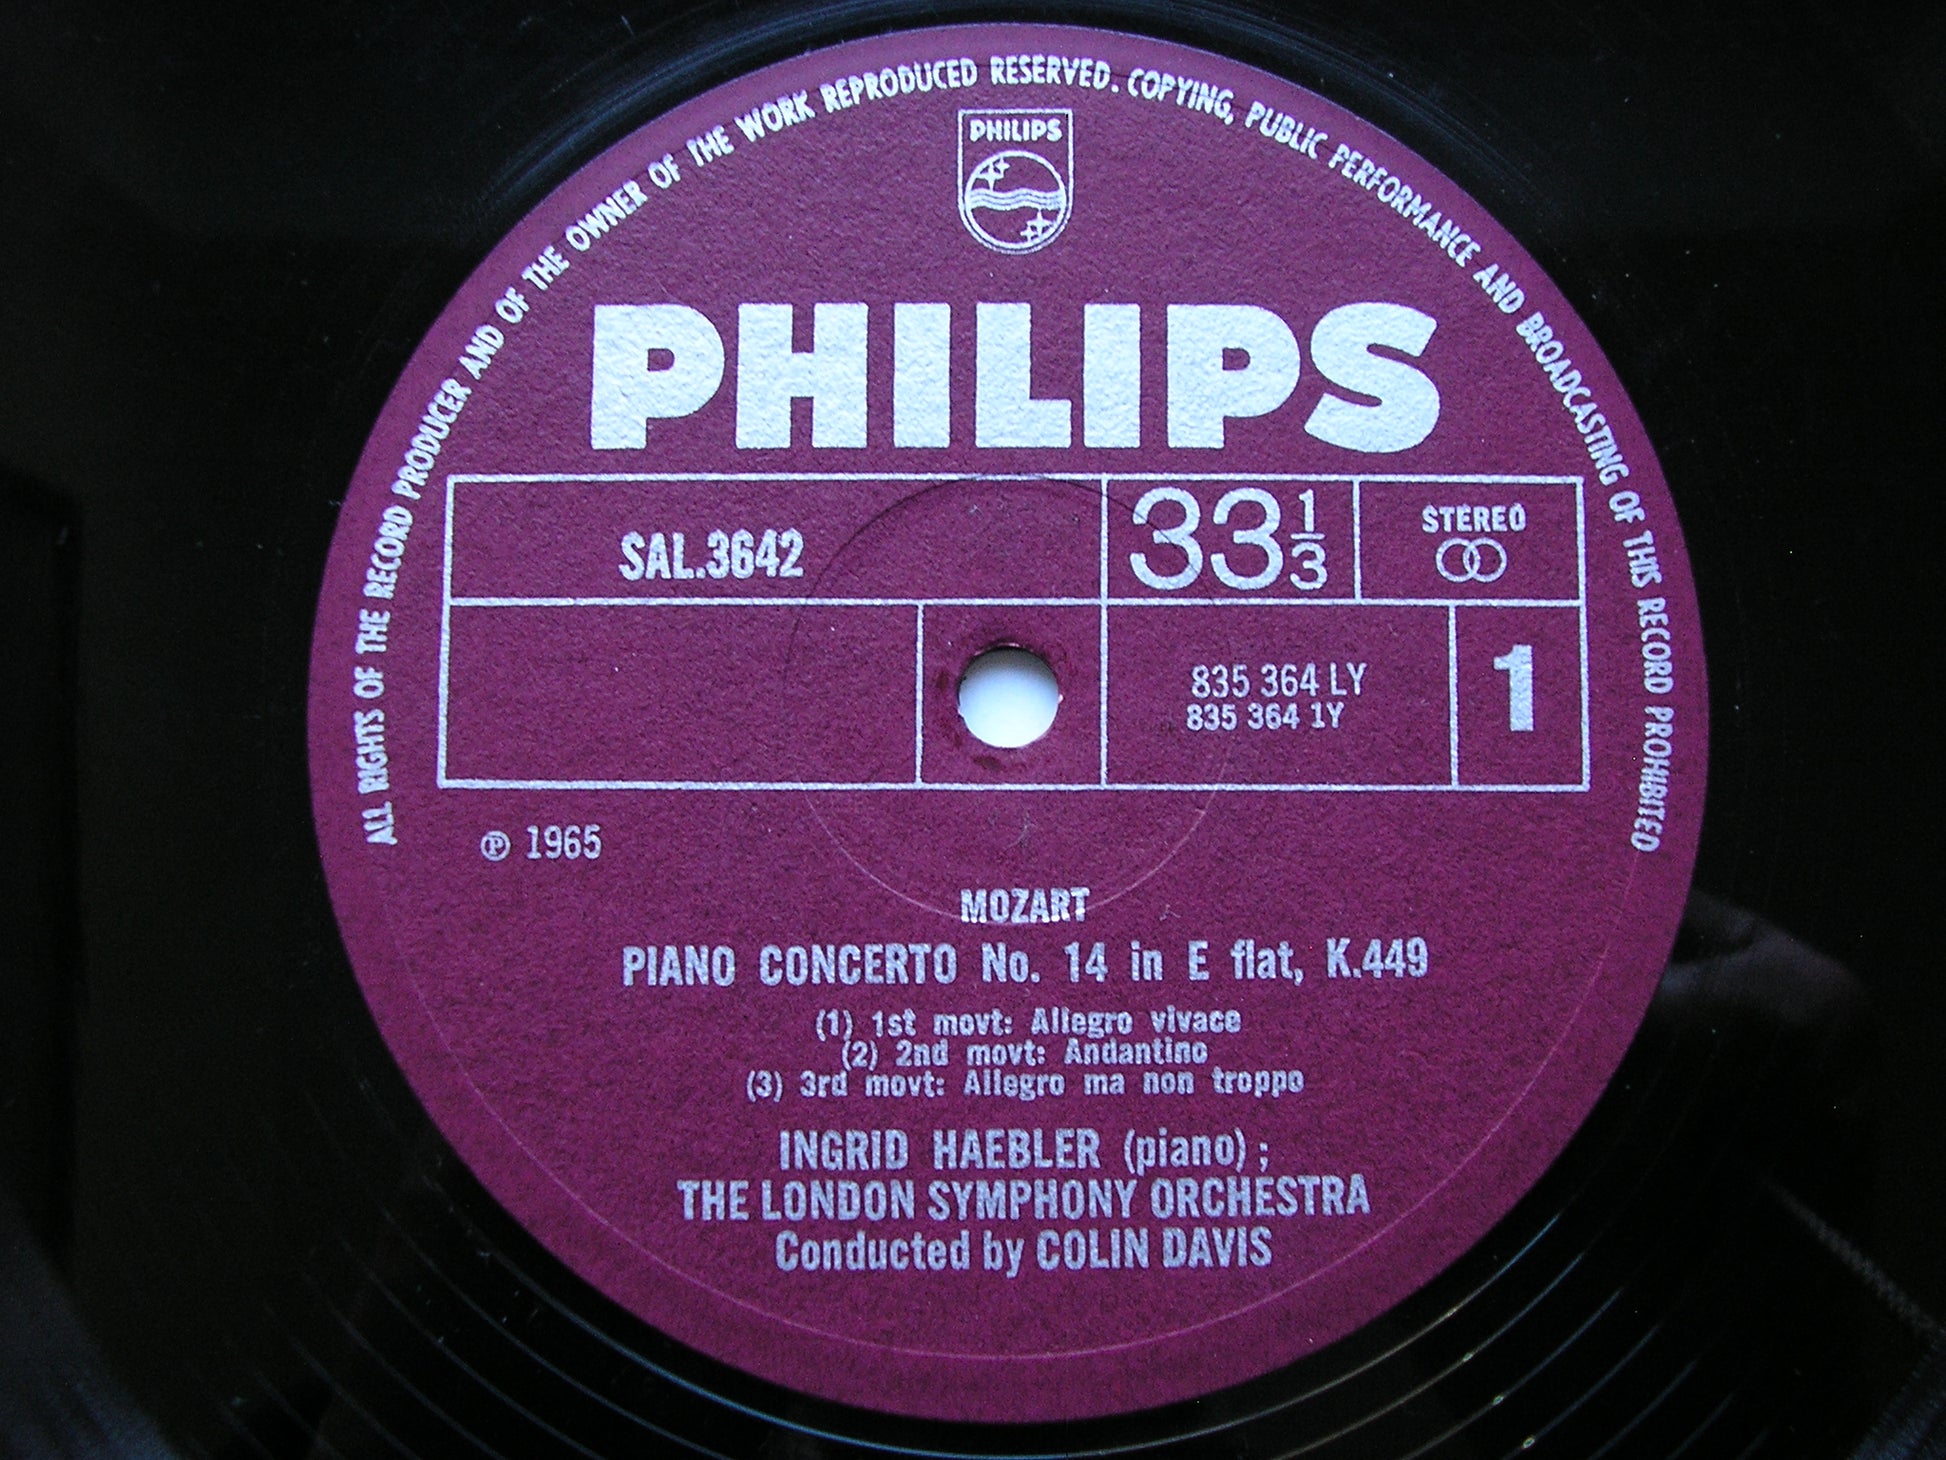 ALL RIGHTS OF THE RECORD PRODUCER AND OF THE OWNER OF THE WORK REPRODUCED RESERVED. COPYING, PUBLIC PERFORMANCE AND BROADCASTING OF THIS RECORD PROHIBITED
PHILIPS
PHILIPS
SAL.3642
33 1/3
STEREO
835 364 LY
835 364 1Y
1
℗ 1965
MOZART
PIANO CONCERTO No. 14 in E flat, K.449
(1) 1st movt: Allegro vivace
(2) 2nd movt: Andantino
(3) 3rd movt: Allegro ma non troppo
INGRID HAEBLER (piano) ;
THE LONDON SYMPHONY ORCHESTRA
Conducted by COLIN DAVIS